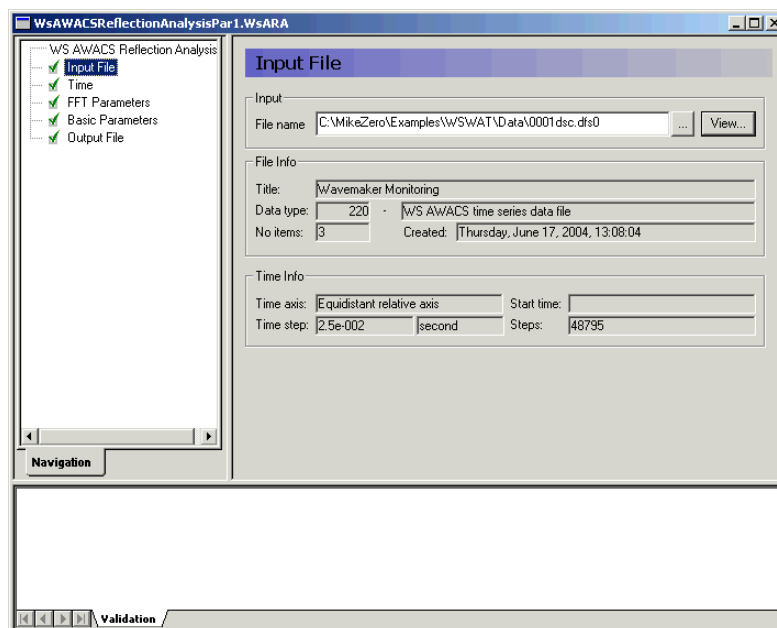 WsAWACSReflectionAnalysisPar1.WsARA
WS AWACS Reflection Analysis
Input File
Time
FFT Parameters
Basic Parameters
Output File
Navigation
Input File
Input
File name C:\MikeZero\Examples\WSWAT\Data\0001dsc.dfs0 ... View...
File Info
Title: Wavemaker Monitoring
Data type: 220 - WS AWACS time series data file
No items: 3 Created: Thursday, June 17, 2004, 13:08:04
Time Info
Time axis: Equidistant relative axis Start time:
Time step: 2.5e-002 second Steps: 48795
Validation